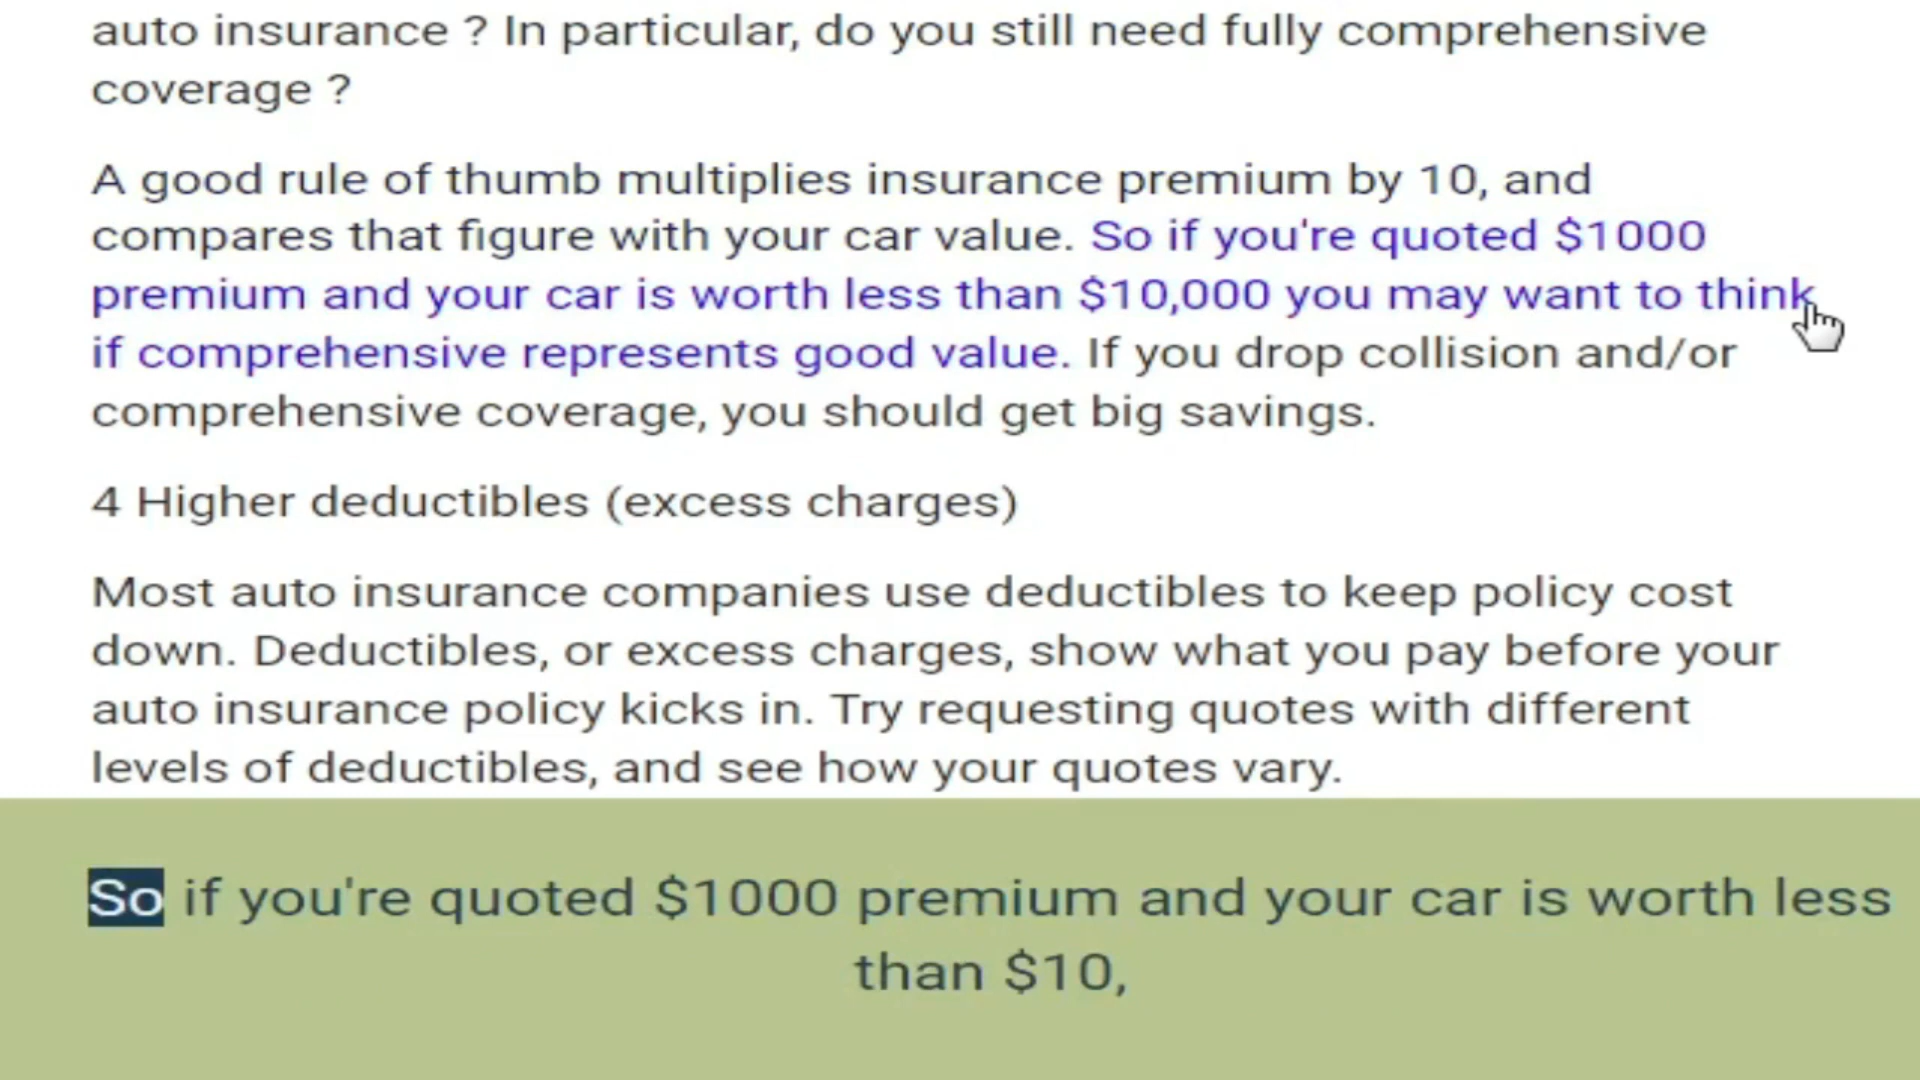 auto insurance ? In particular, do you still need fully comprehensive
coverage ?
A good rule of thumb multiplies insurance premium by 10, and
compares that figure with your car value. So if you're quoted $1000
premium and your car is worth less than $10,000 you may want to think
if comprehensive represents good value. If you drop collision and/or
comprehensive coverage, you should get big savings.
4 Higher deductibles (excess charges)
Most auto insurance companies use deductibles to keep policy cost
down. Deductibles, or excess charges, show what you pay before your
auto insurance policy kicks in. Try requesting quotes with different
levels of deductibles, and see how your quotes vary.
So if you're quoted $1000 premium and your car is worth less
than $10,